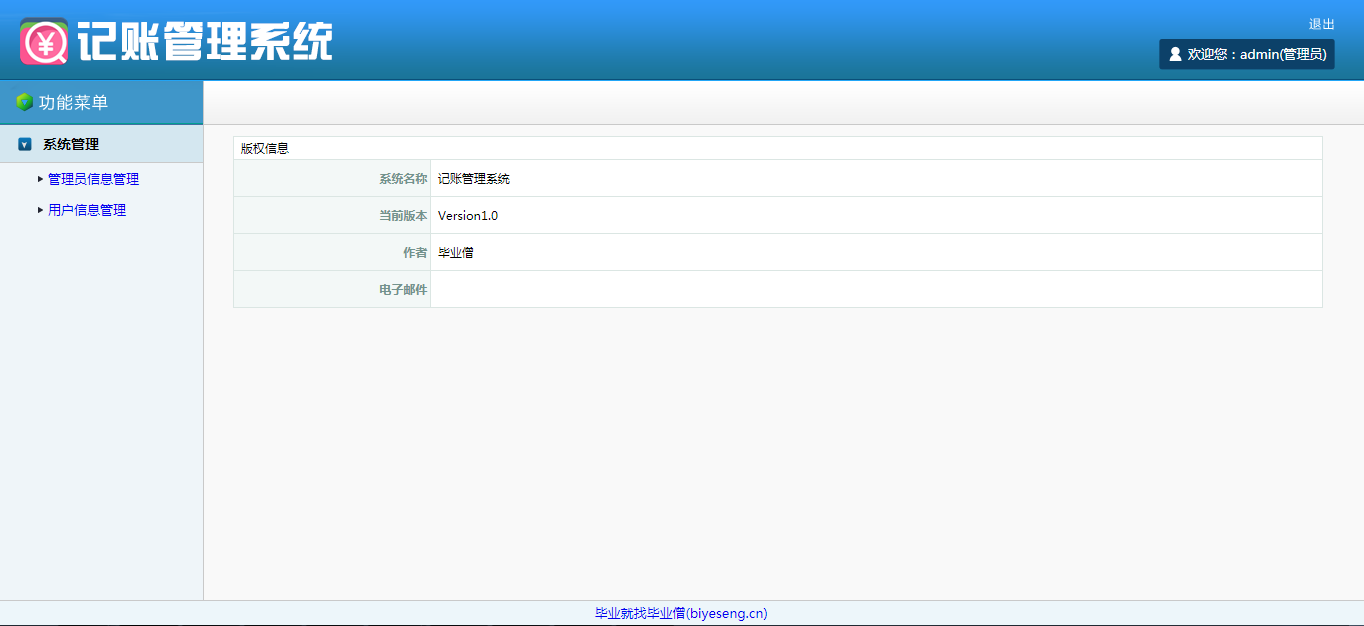 记账管理系统
退出
欢迎您：admin(管理员)
功能菜单
系统管理
管理员信息管理
用户信息管理
版权信息
系统名称 记账管理系统
当前版本 Version1.0
作者 毕业僧
电子邮件
毕业就找毕业僧(biyeseng.cn)